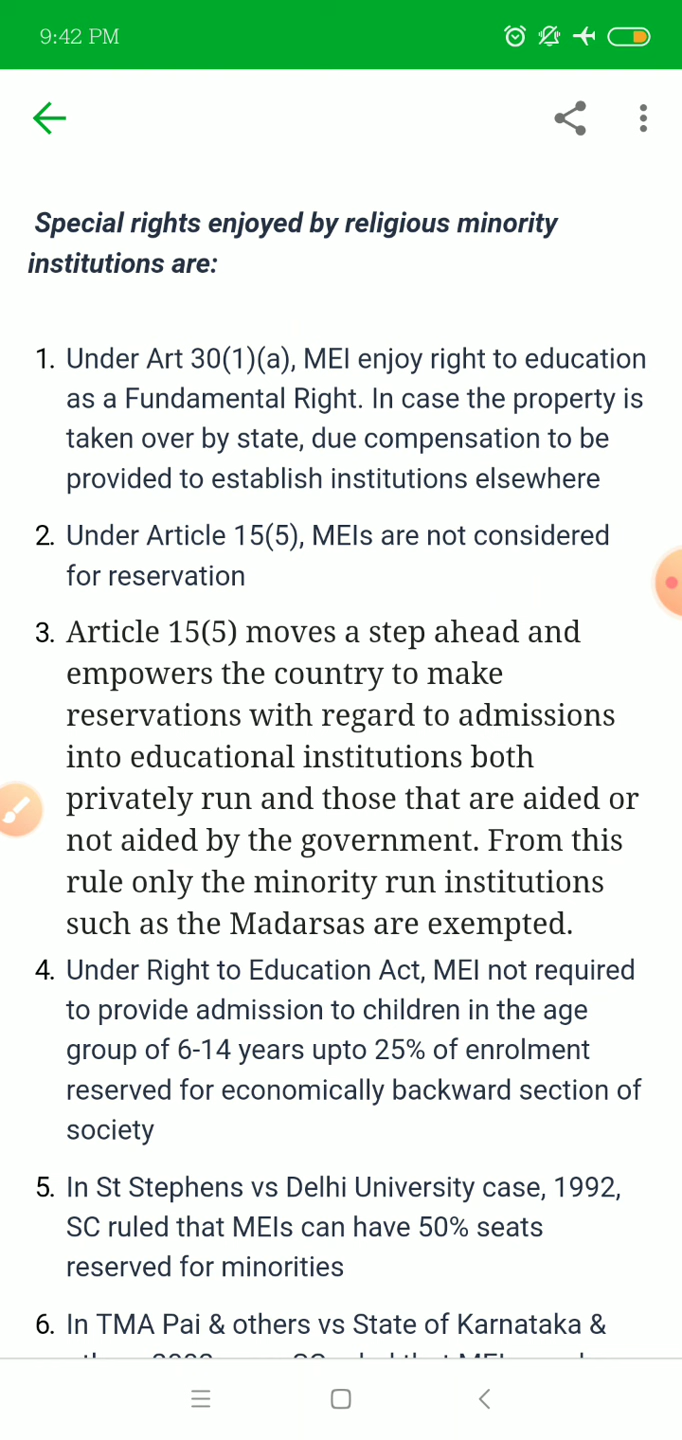 9:42 PM
Special rights enjoyed by religious minority
institutions are:
1. Under Art 30(1)(a), MEI enjoy right to education
as a Fundamental Right. In case the property is
taken over by state, due compensation to be
provided to establish institutions elsewhere
2. Under Article 15(5), MEIs are not considered
for reservation
3. Article 15(5) moves a step ahead and
empowers the country to make
reservations with regard to admissions
into educational institutions both
privately run and those that are aided or
not aided by the government. From this
rule only the minority run institutions
such as the Madarsas are exempted.
4. Under Right to Education Act, MEI not required
to provide admission to children in the age
group of 6-14 years upto 25% of enrolment
reserved for economically backward section of
society
5. In St Stephens vs Delhi University case, 1992,
SC ruled that MEIs can have 50% seats
reserved for minorities
6. In TMA Pai & others vs State of Karnataka &